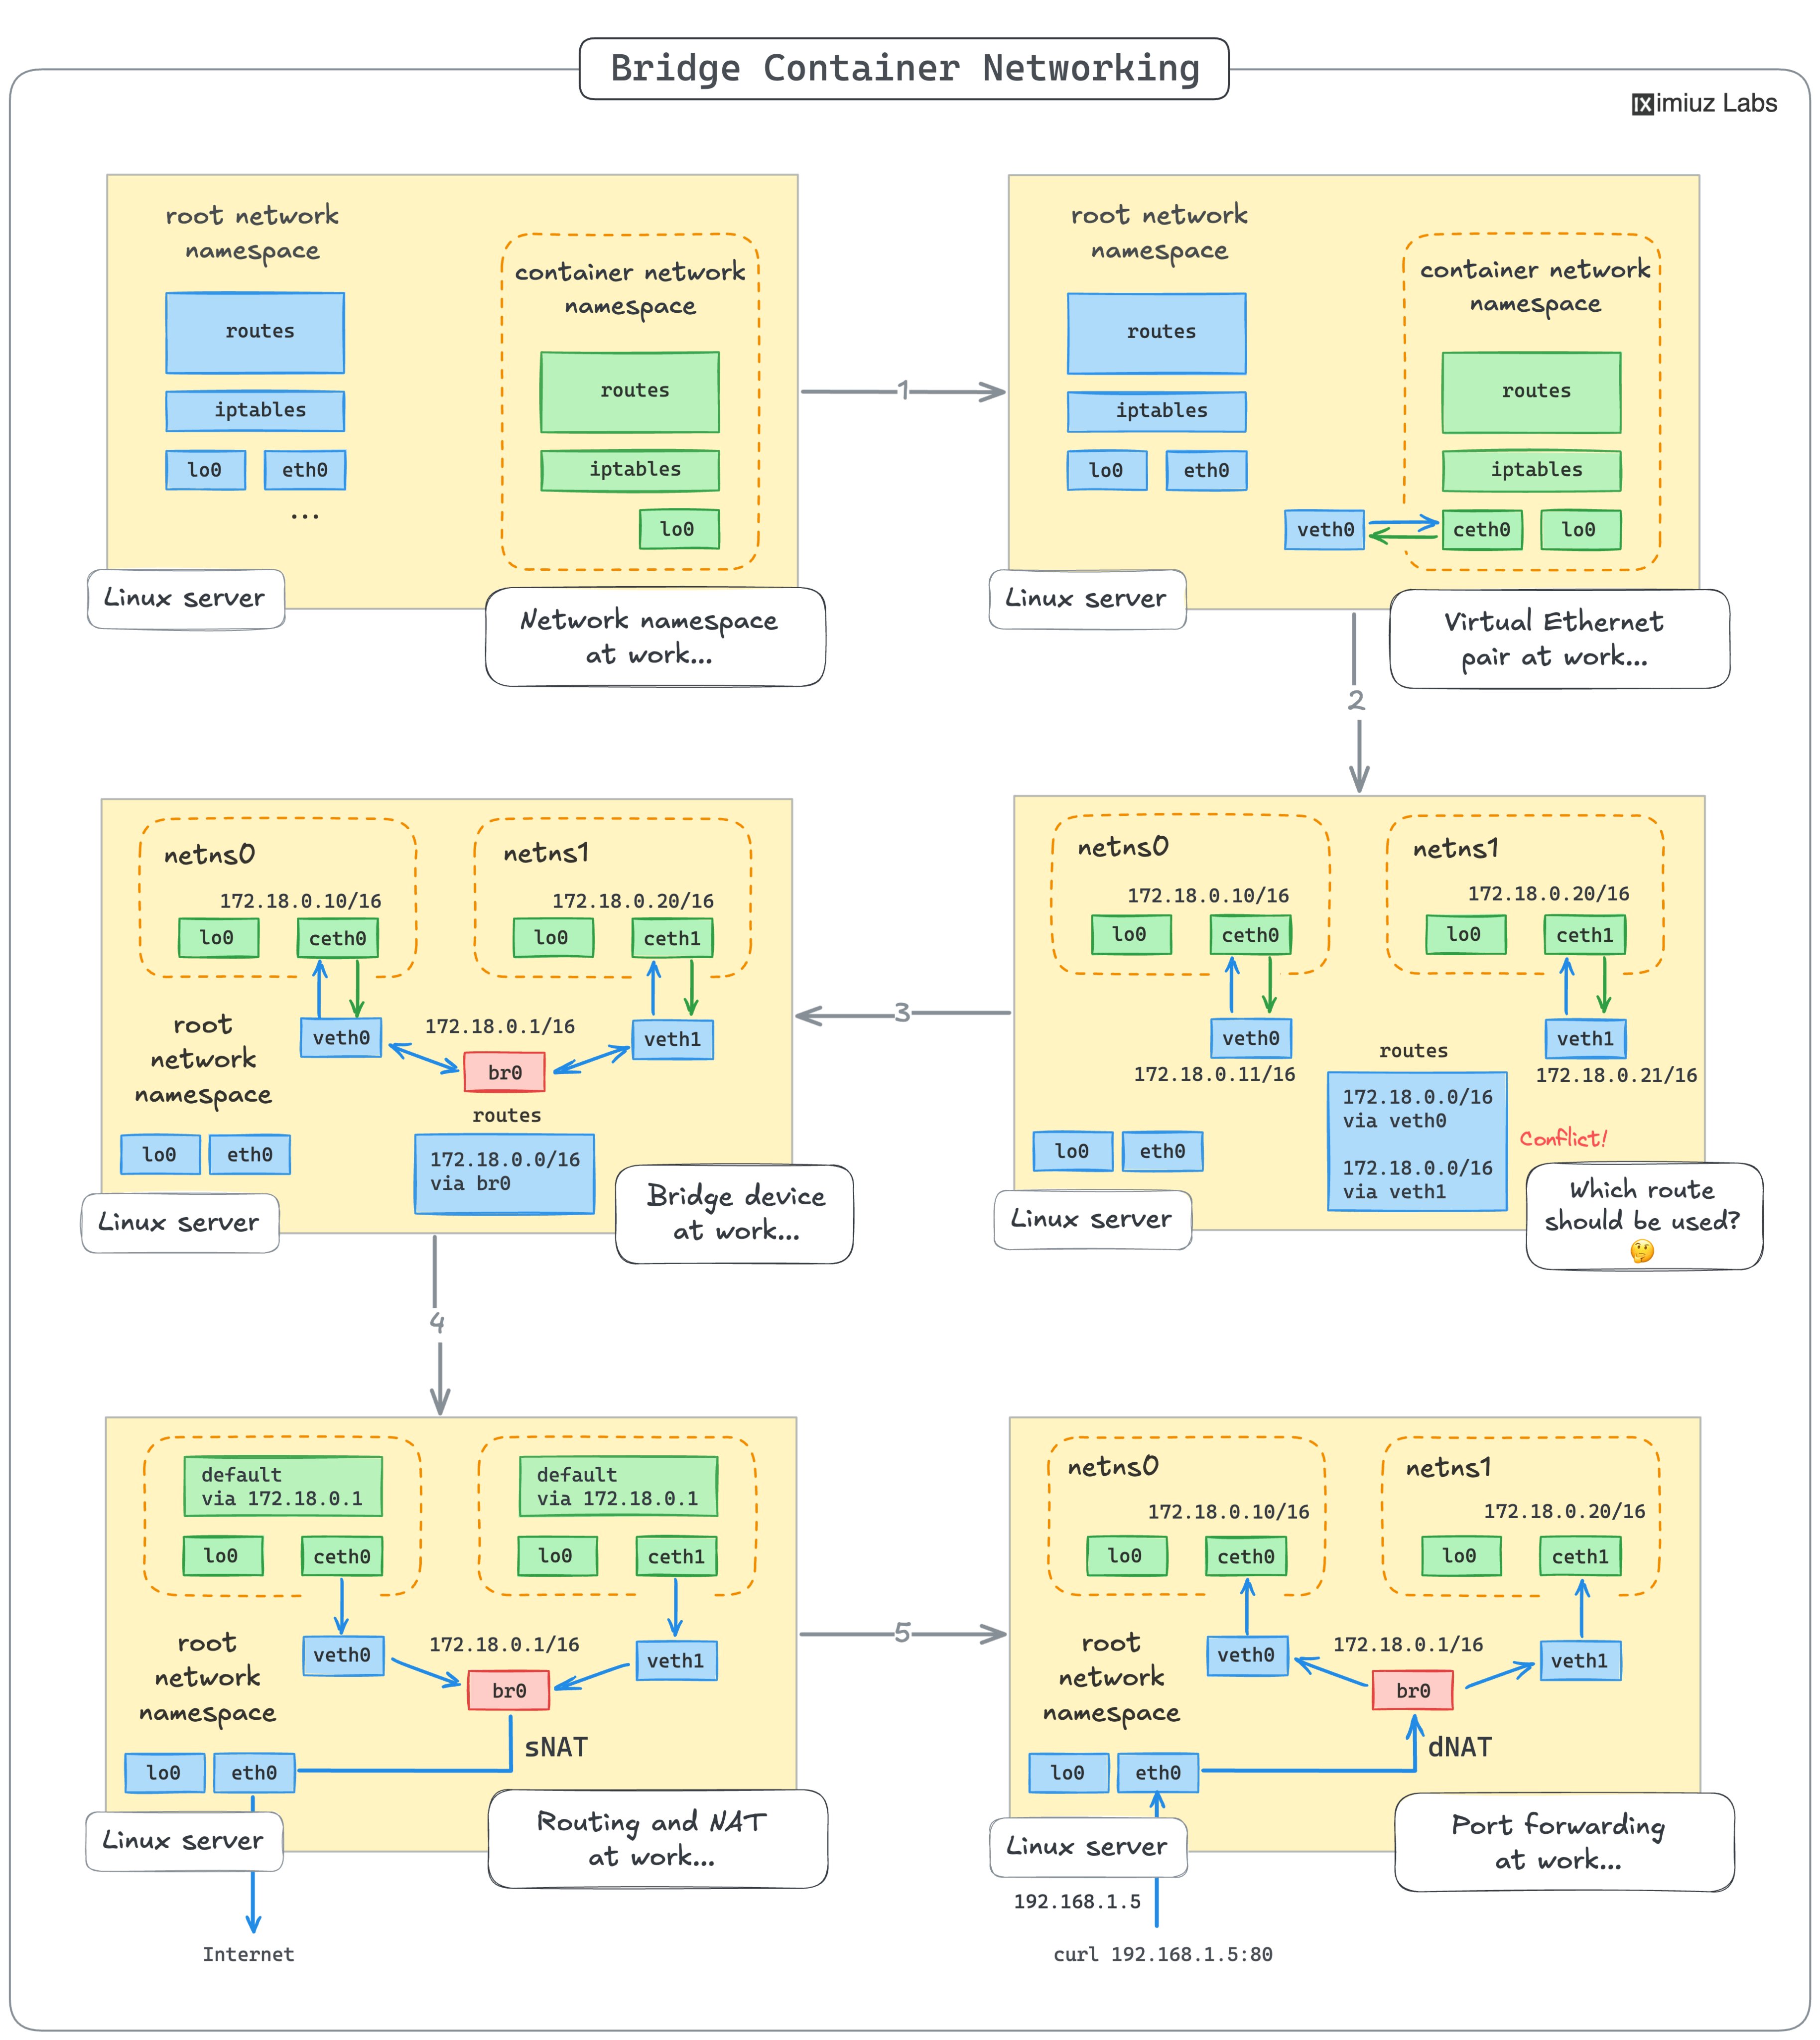 Bridge Container Networking
iximiuz Labs
root network
namespace
routes
iptables
lo0
eth0
...
container network
namespace
routes
iptables
lo0
Linux server
Network namespace
at work...
1
root network
namespace
routes
iptables
lo0
eth0
container network
namespace
routes
iptables
veth0
ceth0
lo0
Linux server
Virtual Ethernet
pair at work...
2
netns0
172.18.0.10/16
lo0
ceth0
netns1
172.18.0.20/16
lo0
ceth1
veth0
172.18.0.11/16
veth1
172.18.0.21/16
routes
172.18.0.0/16
via veth0
172.18.0.0/16
via veth1
Conflict!
lo0
eth0
Linux server
Which route
should be used?
🤔
3
netns0
172.18.0.10/16
lo0
ceth0
netns1
172.18.0.20/16
lo0
ceth1
root
network
namespace
veth0
172.18.0.1/16
br0
veth1
routes
172.18.0.0/16
via br0
lo0
eth0
Linux server
Bridge device
at work...
4
default
via 172.18.0.1
lo0
ceth0
default
via 172.18.0.1
lo0
ceth1
root
network
namespace
veth0
172.18.0.1/16
br0
veth1
sNAT
lo0
eth0
Linux server
Routing and NAT
at work...
Internet
5
netns0
172.18.0.10/16
lo0
ceth0
netns1
172.18.0.20/16
lo0
ceth1
root
network
namespace
veth0
172.18.0.1/16
br0
veth1
dNAT
lo0
eth0
Linux server
Port forwarding
at work...
192.168.1.5
curl 192.168.1.5:80